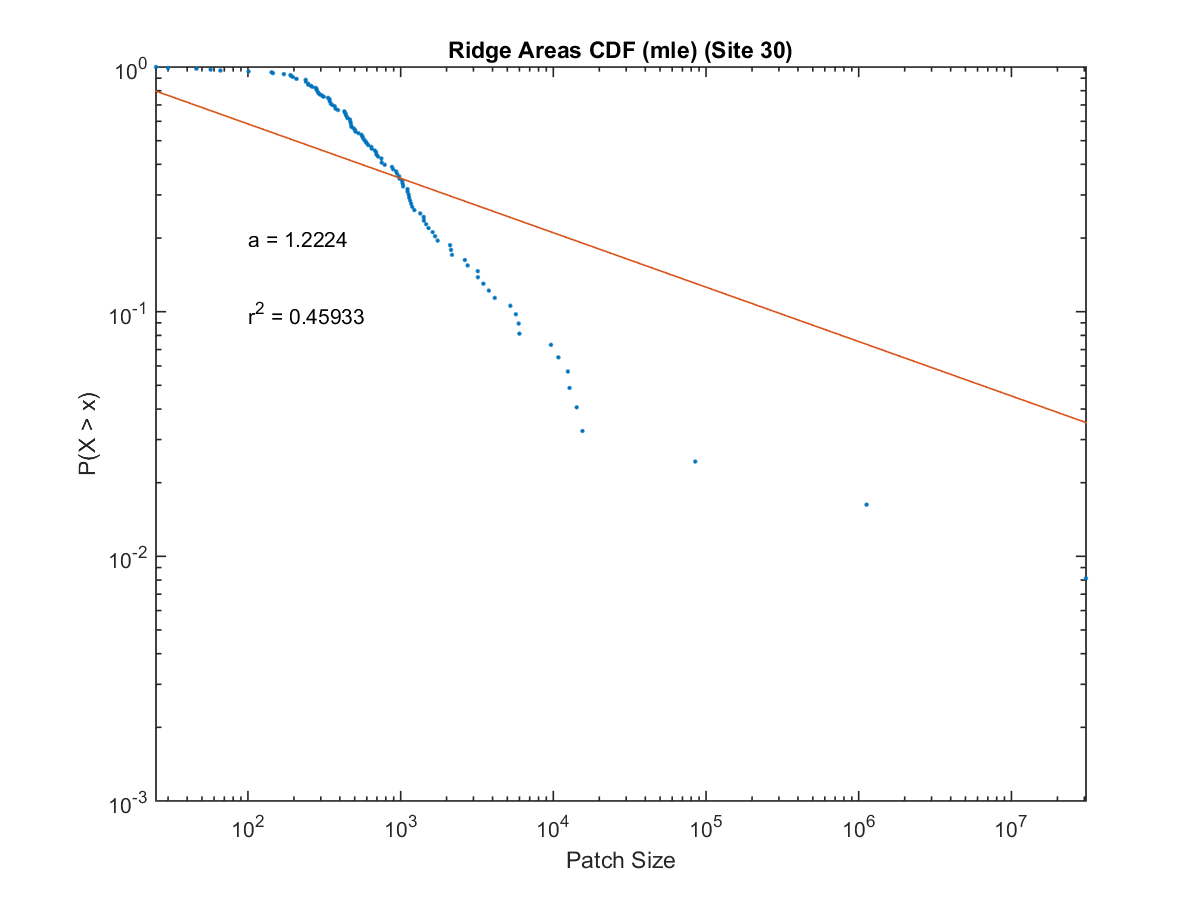 Ridge Areas CDF (mle) (Site 30)
10^0
10^-1
10^-2
10^-3
P(X > x)
a = 1.2224
r^2 = 0.45933
10^2 10^3 10^4 10^5 10^6 10^7
Patch Size